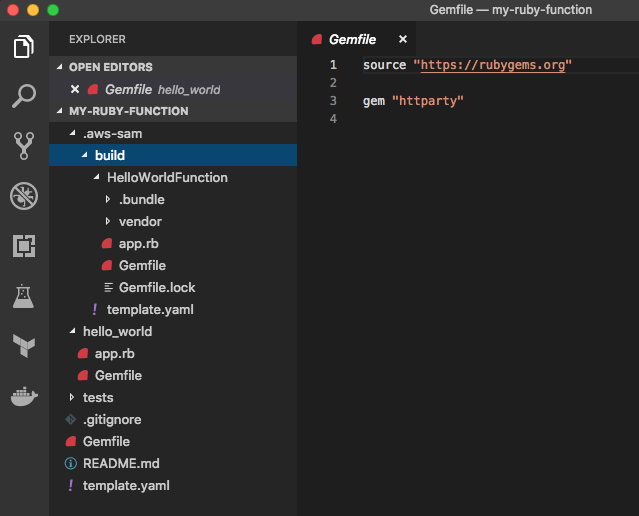 Gemfile — my-ruby-function
EXPLORER
OPEN EDITORS
Gemfile hello_world
MY-RUBY-FUNCTION
.aws-sam
build
HelloWorldFunction
.bundle
vendor
app.rb
Gemfile
Gemfile.lock
! template.yaml
hello_world
app.rb
Gemfile
tests
.gitignore
Gemfile
README.md
! template.yaml
Gemfile
1 source "https://rubygems.org"
2
3 gem "httparty"
4